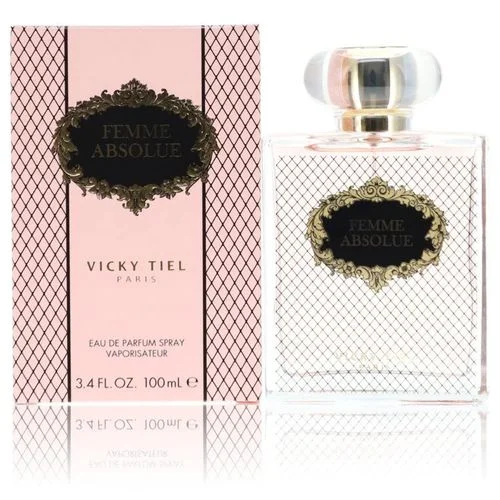 FEMME
ABSOLUE
VICKY TIEL
PARIS
EAU DE PARFUM SPRAY
VAPORISATEUR
3.4 FL.OZ. 100mL ℮
FEMME
ABSOLUE